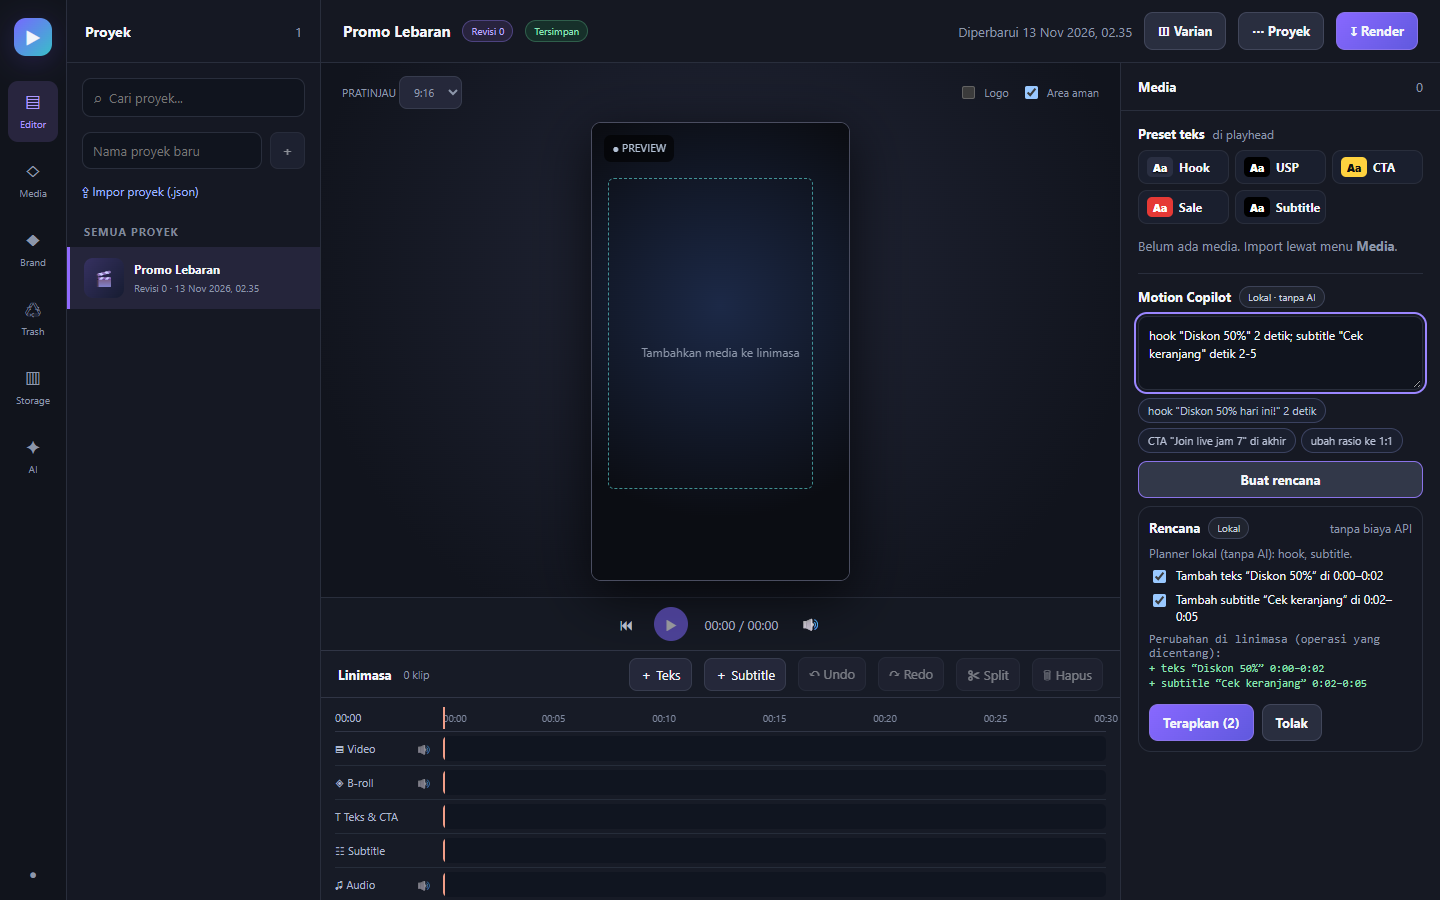 Proyek
1
Promo Lebaran
Revisi 0
Tersimpan
Diperbarui 13 Nov 2026, 02.35
Varian
Proyek
Render
Editor
Media
Brand
Trash
Storage
AI
Cari proyek...
Nama proyek baru
+
Impor proyek (.json)
SEMUA PROYEK
Promo Lebaran
Revisi 0 · 13 Nov 2026, 02.35
PRATINJAU
9:16
Logo
Area aman
● PREVIEW
Tambahkan media ke linimasa
00:00 / 00:00
Linimasa
0 klip
+ Teks
+ Subtitle
Undo
Redo
Split
Hapus
00:00
00:00
00:05
00:10
00:15
00:20
00:25
00:30
Video
B-roll
T Teks & CTA
Subtitle
Audio
Media
0
Preset teks di playhead
Aa Hook
Aa USP
Aa CTA
Aa Sale
Aa Subtitle
Belum ada media. Import lewat menu Media.
Motion Copilot
Lokal · tanpa AI
hook "Diskon 50%" 2 detik; subtitle "Cek
keranjang" detik 2-5
hook "Diskon 50% hari ini!" 2 detik
CTA "Join live jam 7" di akhir
ubah rasio ke 1:1
Buat rencana
Rencana
Lokal
tanpa biaya API
Planner lokal (tanpa AI): hook, subtitle.
Tambah teks “Diskon 50%” di 0:00–0:02
Tambah subtitle “Cek keranjang” di 0:02–
0:05
Perubahan di linimasa (operasi yang
dicentang):
+ teks “Diskon 50%” 0:00–0:02
+ subtitle “Cek keranjang” 0:02–0:05
Terapkan (2)
Tolak